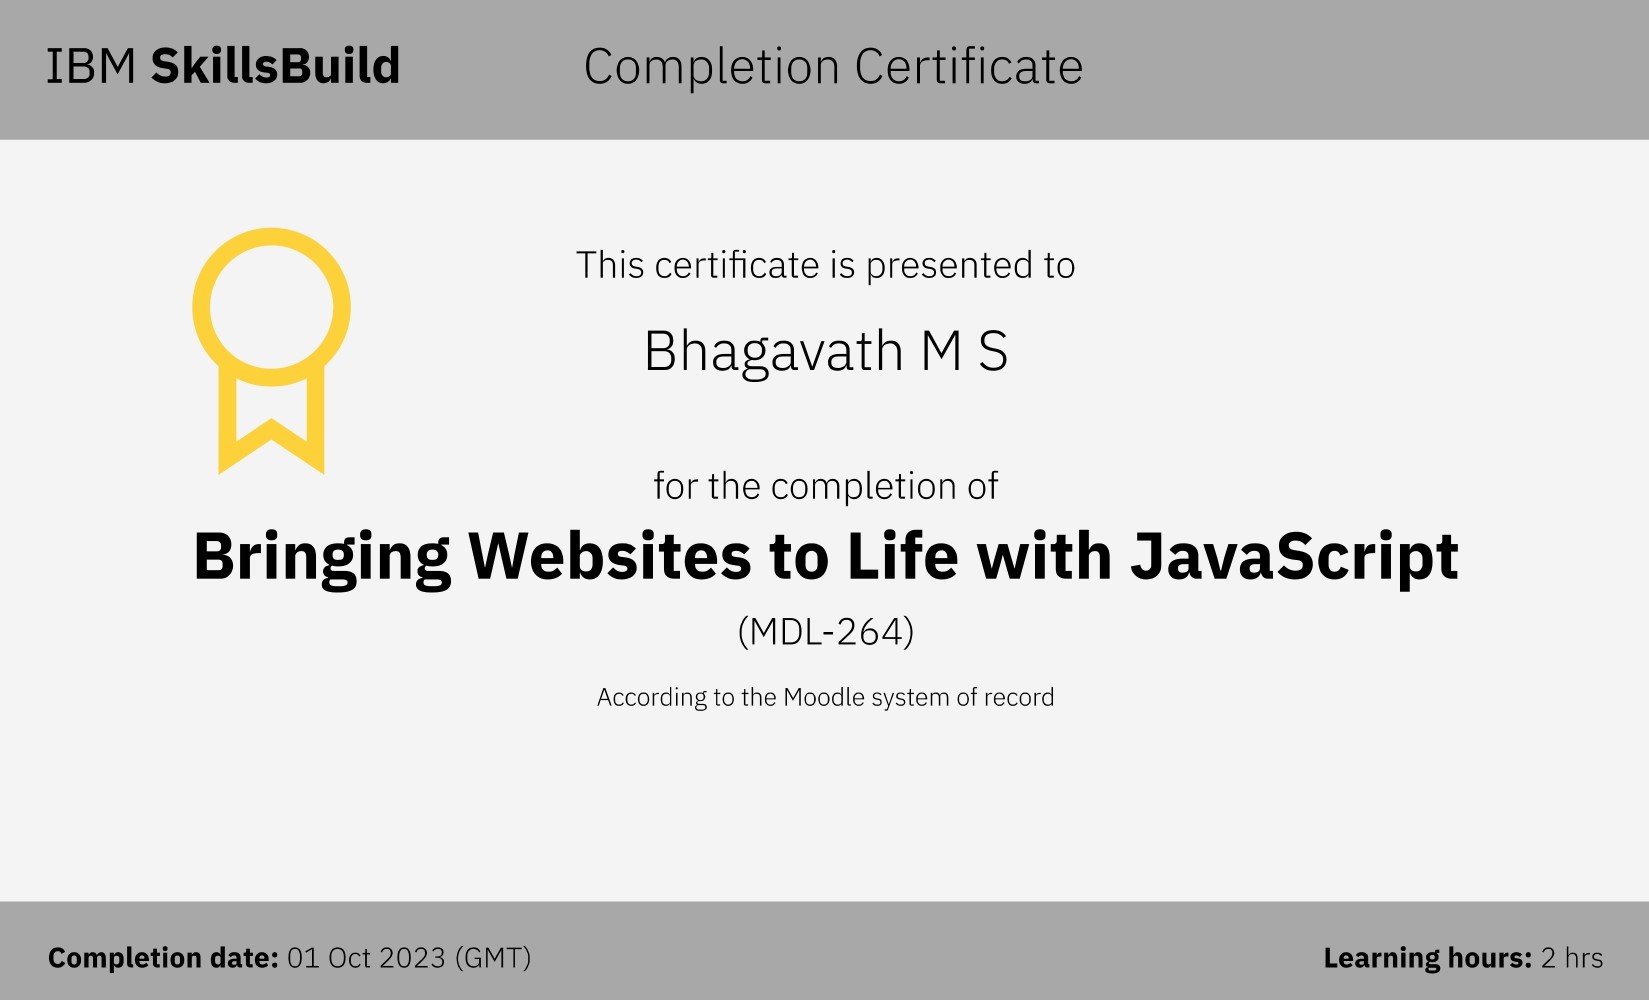 IBM SkillsBuild
Completion Certificate
This certificate is presented to
Bhagavath M S
for the completion of
Bringing Websites to Life with JavaScript
(MDL-264)
According to the Moodle system of record
Completion date: 01 Oct 2023 (GMT)
Learning hours: 2 hrs